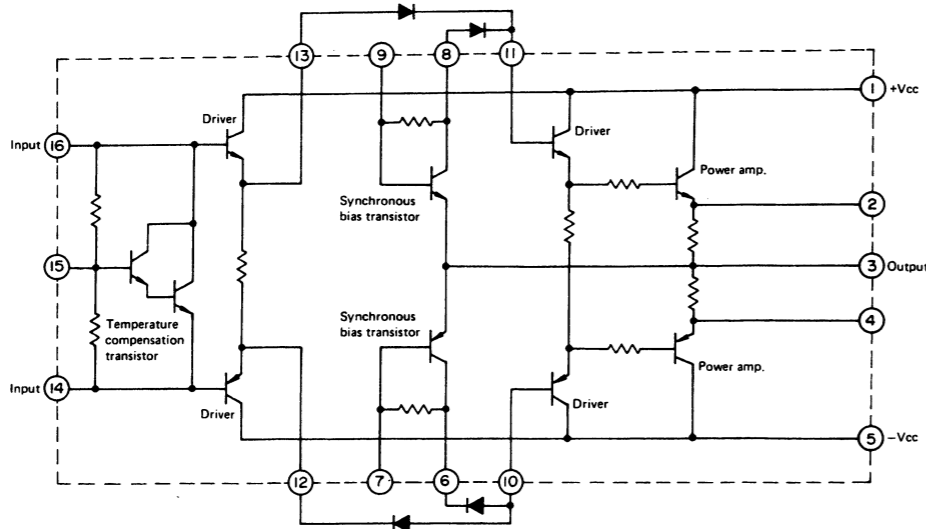 13
9
8
11
1
+Vcc
Driver
Input
16
Driver
Power amp.
Synchronous
bias transistor
2
15
3
Output
Synchronous
bias transistor
4
Temperature
compensation
transistor
Power amp.
Input
14
Driver
Driver
5
−Vcc
12
7
6
10